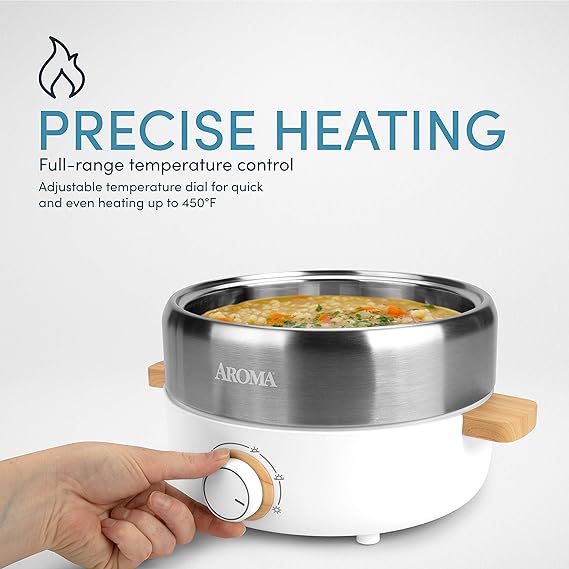 PRECISE HEATING
Full-range temperature control
Adjustable temperature dial for quick
and even heating up to 450°F
AROMA